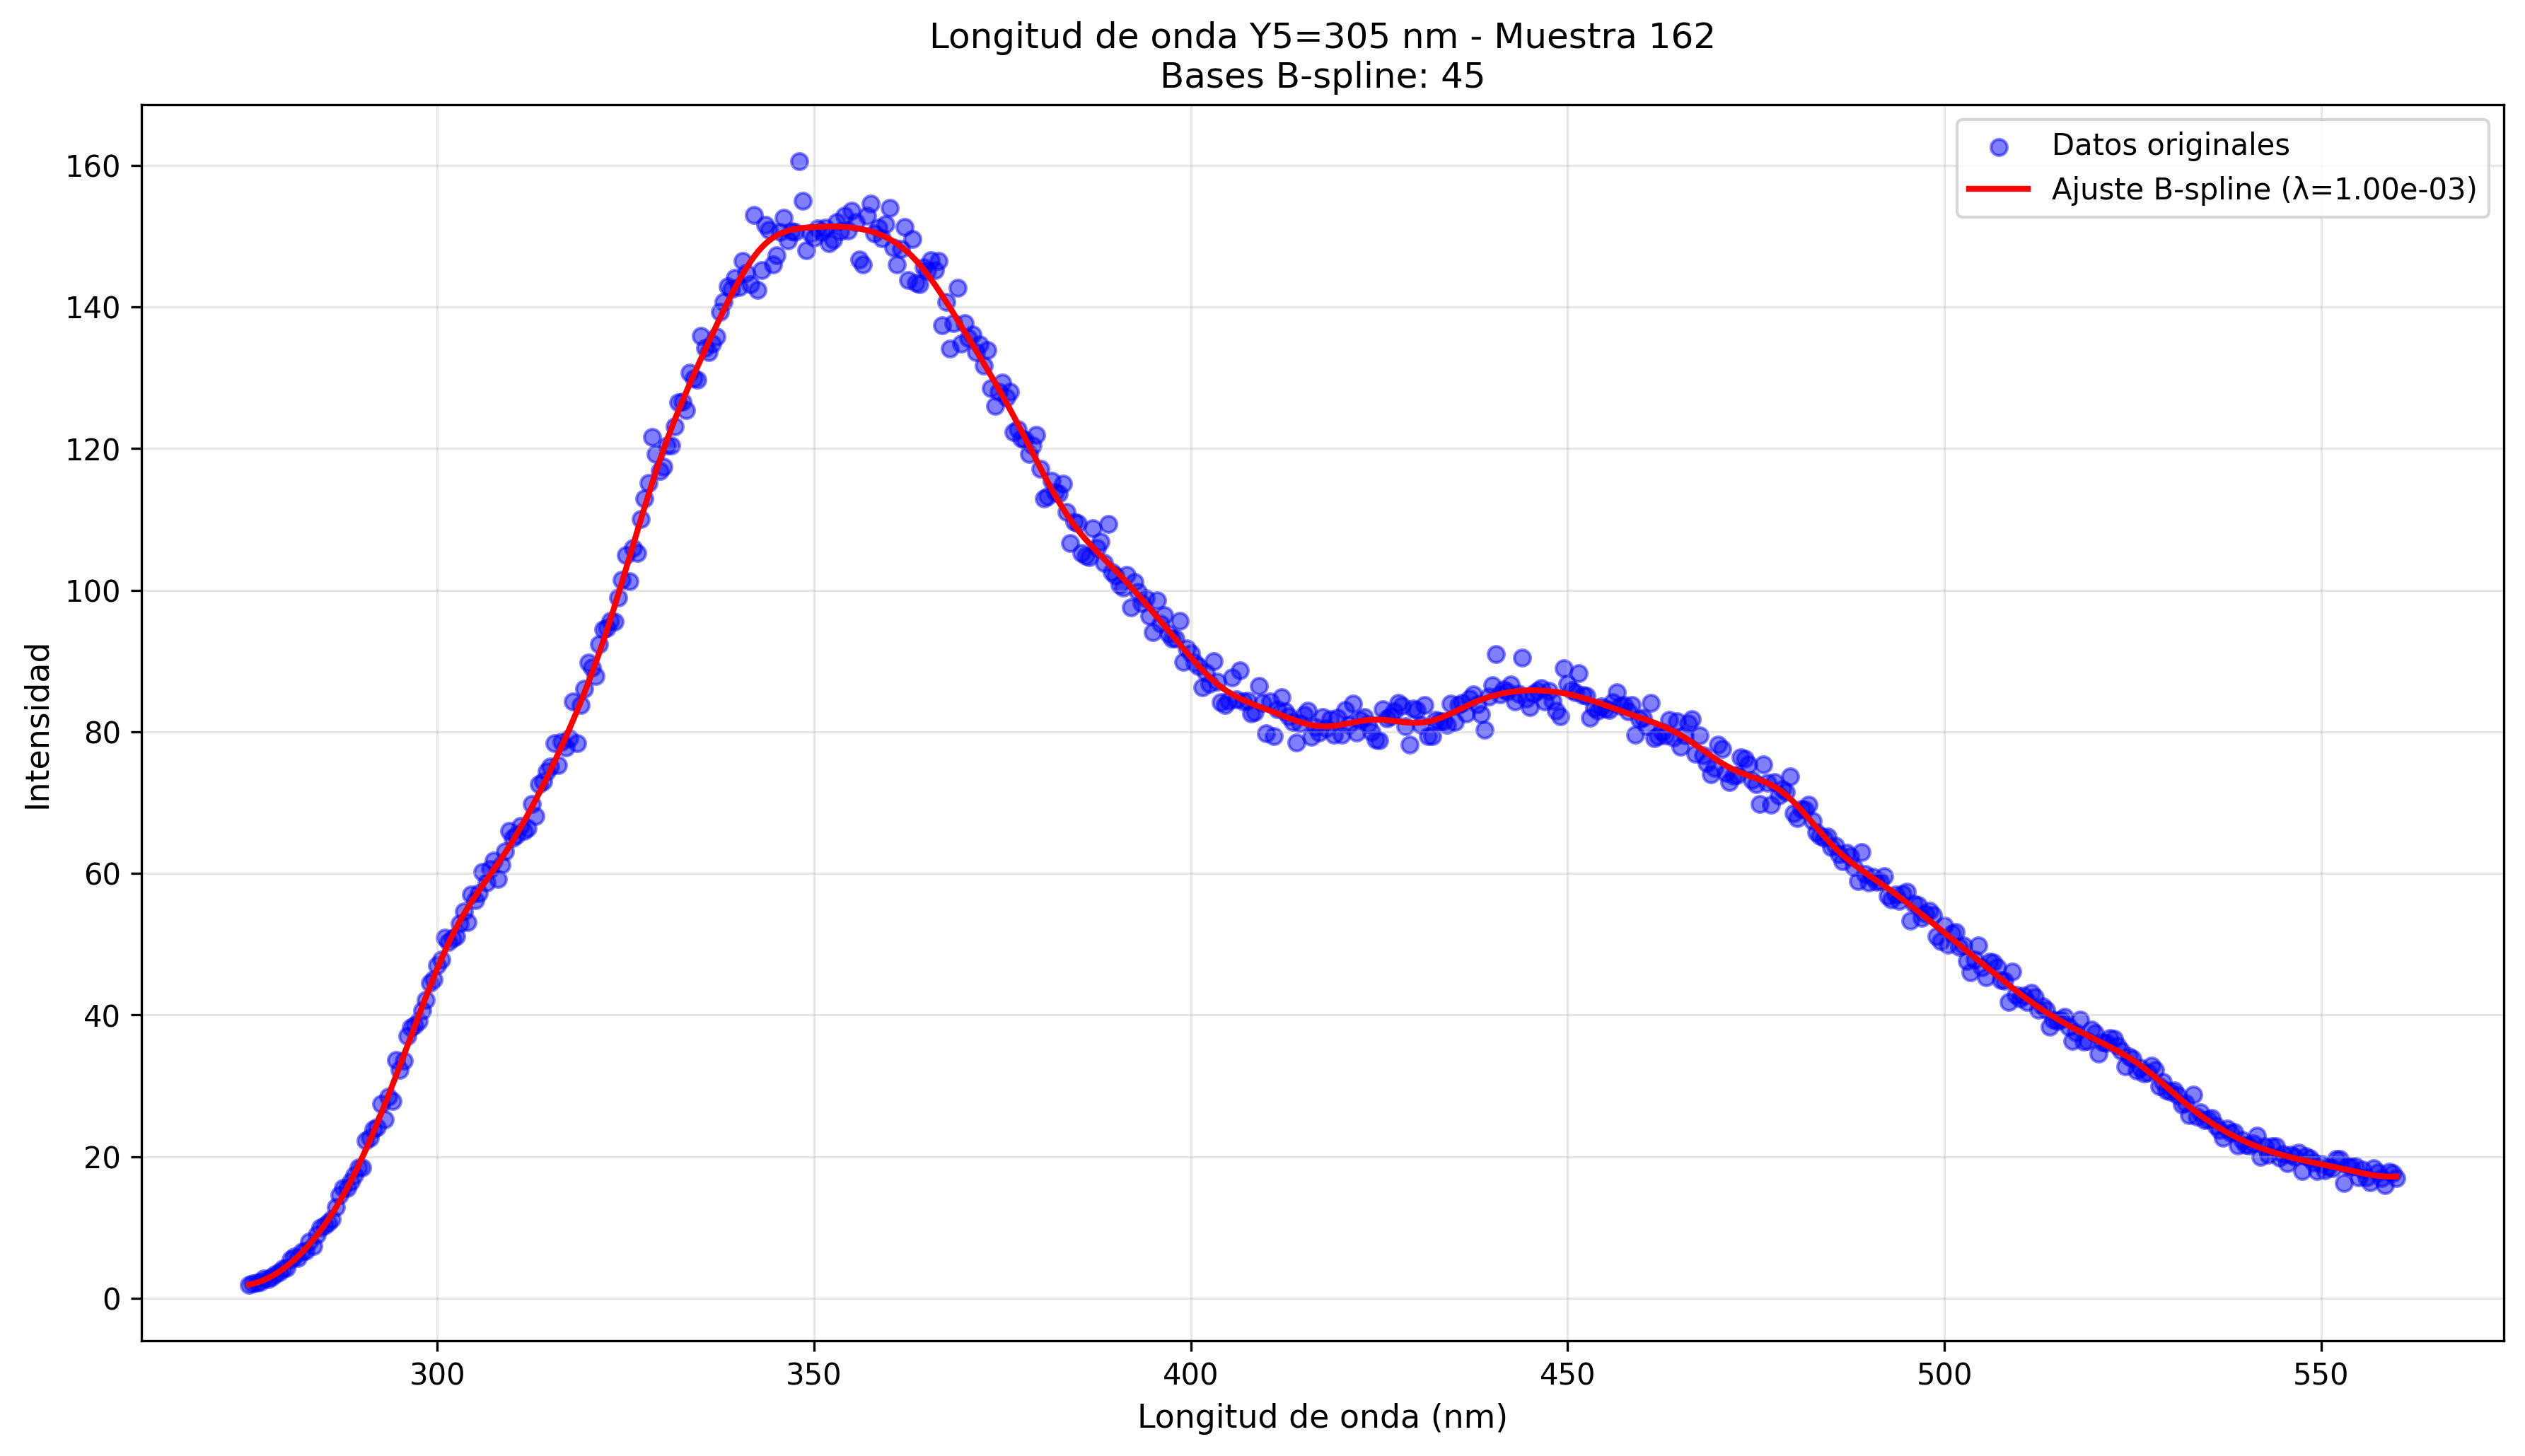 Longitud de onda Y5=305 nm - Muestra 162
Bases B-spline: 45
Datos originales
Ajuste B-spline (λ=1.00e-03)
Intensidad
160
140
120
100
80
60
40
20
0
300 350 400 450 500 550
Longitud de onda (nm)